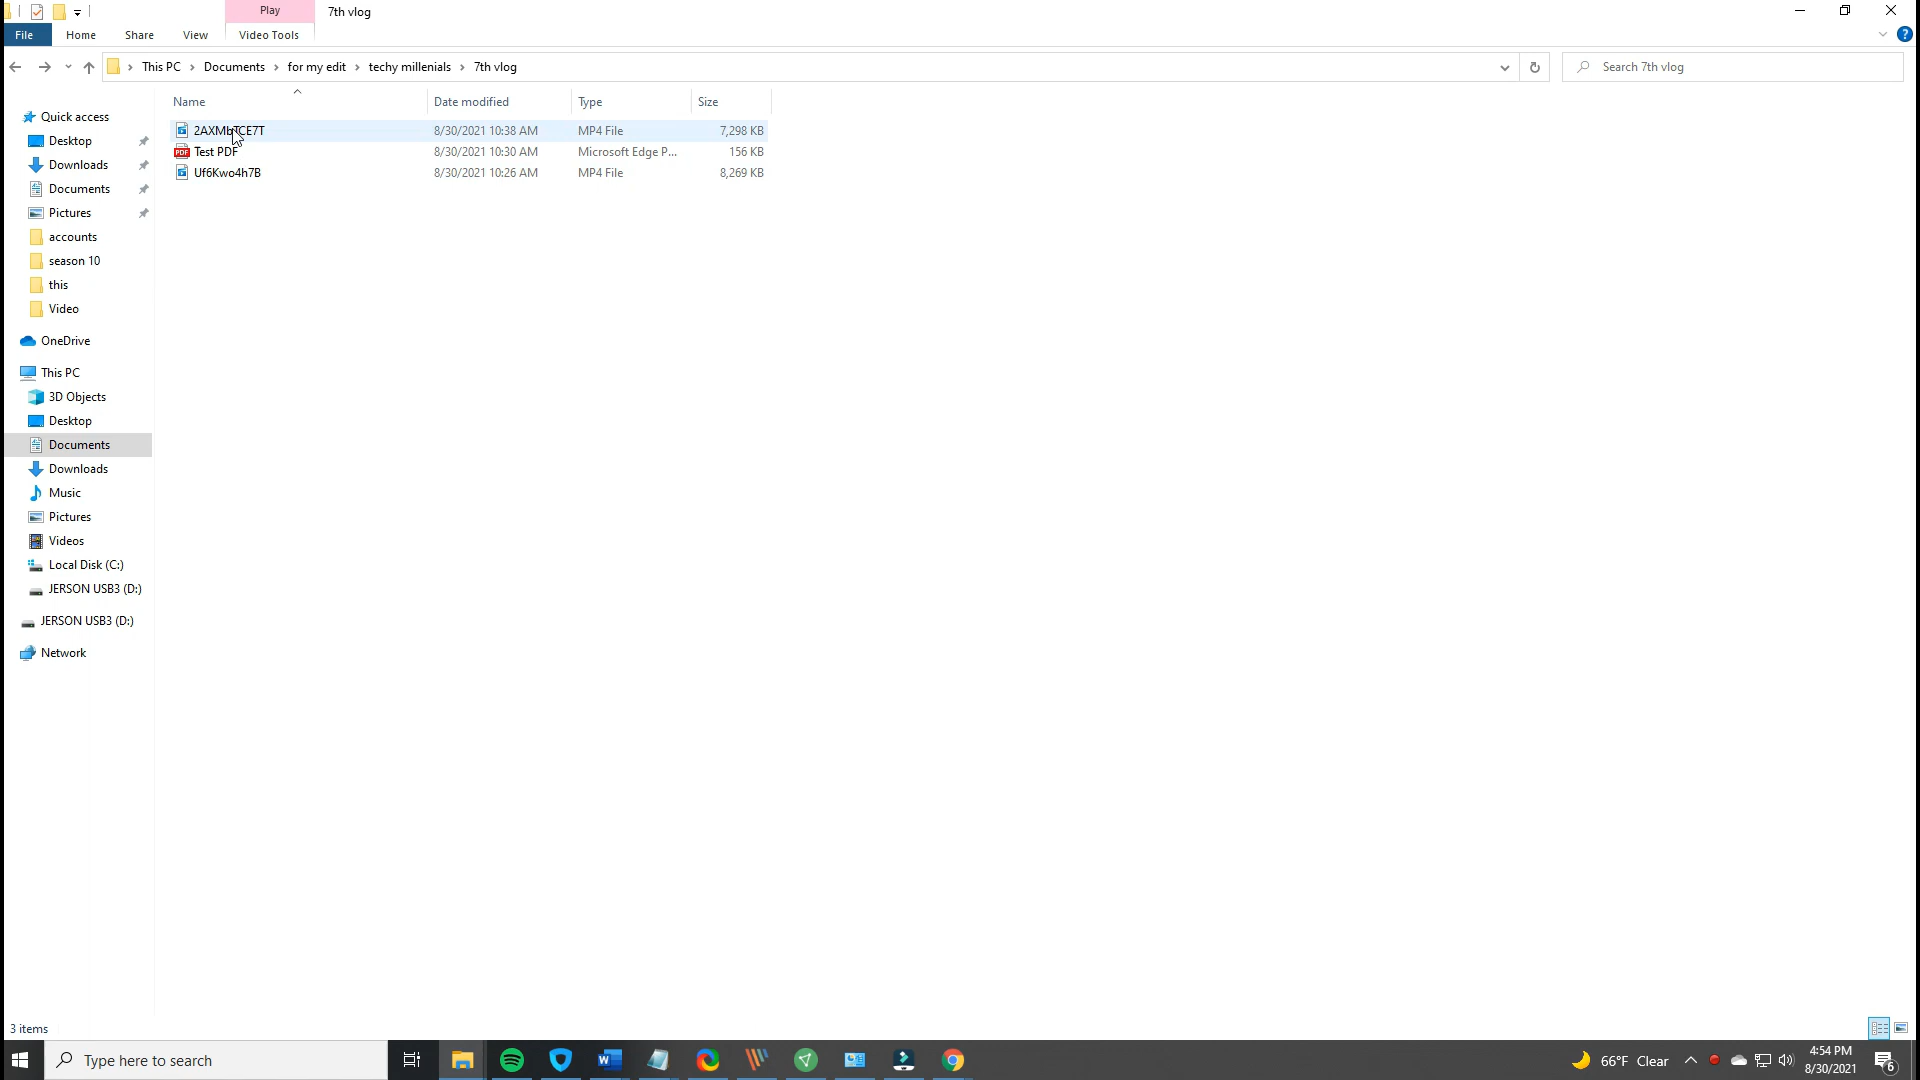 Play 7th vlog
File Home Share View Video Tools
This PC Documents for my edit techy millenials 7th vlog Search 7th vlog
Name Date modified Type Size
2AXMbTCE7T 8/30/2021 10:38 AM MP4 File 7,298 KB
Test PDF 8/30/2021 10:30 AM Microsoft Edge P... 156 KB
Uf6Kwo4h7B 8/30/2021 10:26 AM MP4 File 8,269 KB
Quick access
Desktop
Downloads
Documents
Pictures
accounts
season 10
this
Video
OneDrive
This PC
3D Objects
Desktop
Documents
Downloads
Music
Pictures
Videos
Local Disk (C:)
JERSON USB3 (D:)
JERSON USB3 (D:)
Network
3 items
Type here to search
66°F Clear
4:54 PM
8/30/2021
6